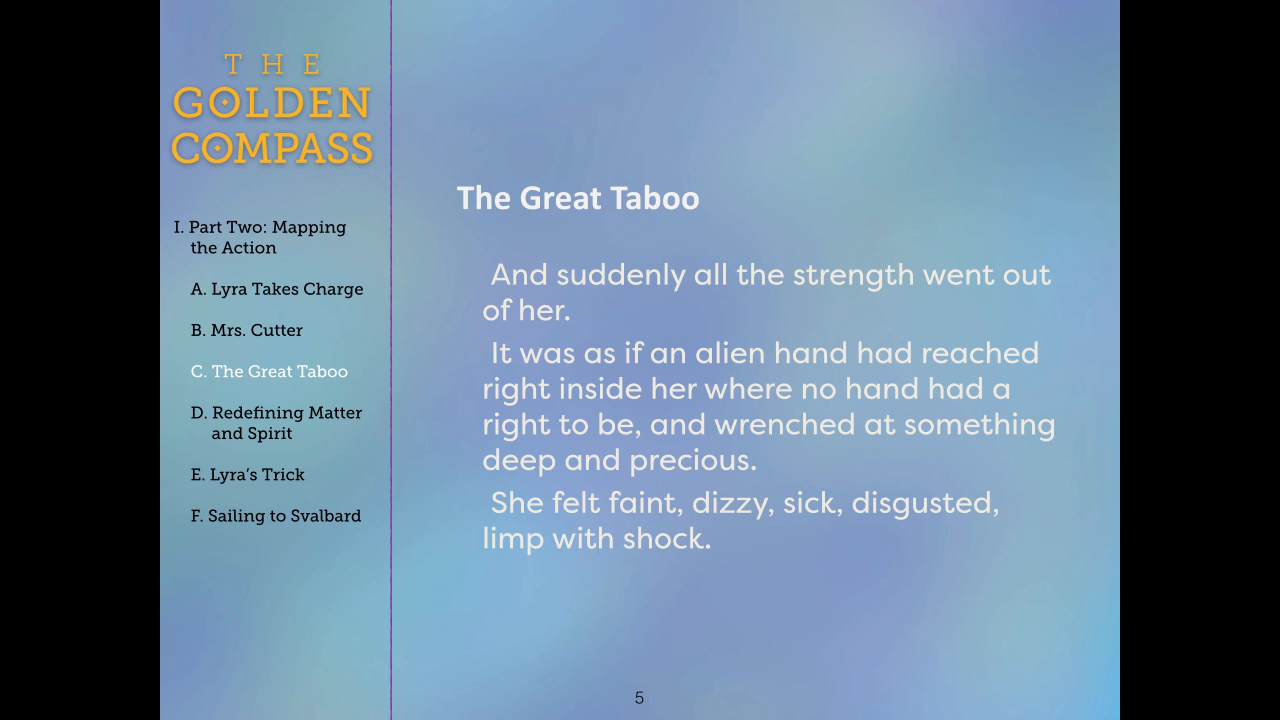 THE
GOLDEN
COMPASS
I. Part Two: Mapping
the Action
A. Lyra Takes Charge
B. Mrs. Cutter
C. The Great Taboo
D. Redefining Matter
and Spirit
E. Lyra’s Trick
F. Sailing to Svalbard
The Great Taboo
And suddenly all the strength went out
of her.
It was as if an alien hand had reached
right inside her where no hand had a
right to be, and wrenched at something
deep and precious.
She felt faint, dizzy, sick, disgusted,
limp with shock.
5